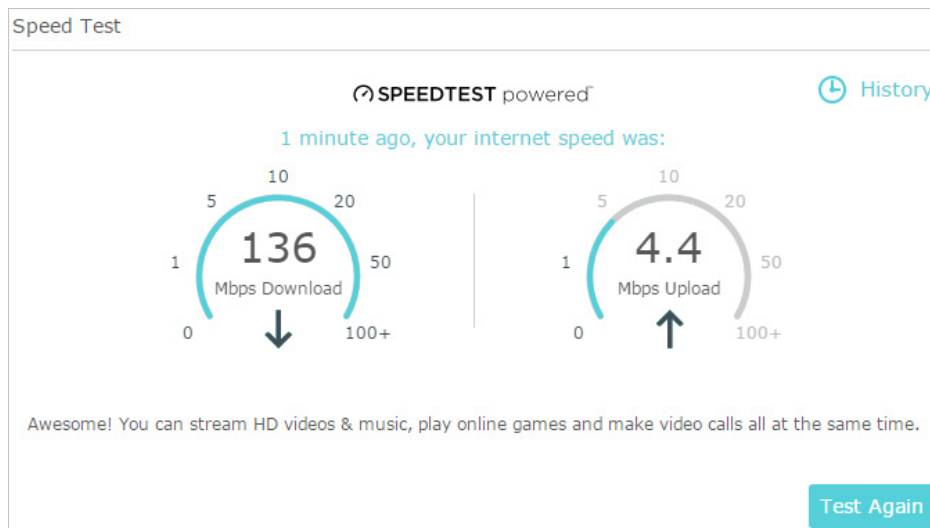 Speed Test
SPEEDTEST powered
History
1 minute ago, your internet speed was:
10
5 20
136
1 50
Mbps Download
0 100+
10
5 20
4.4
1 50
Mbps Upload
0 100+
Awesome! You can stream HD videos & music, play online games and make video calls all at the same time.
Test Again